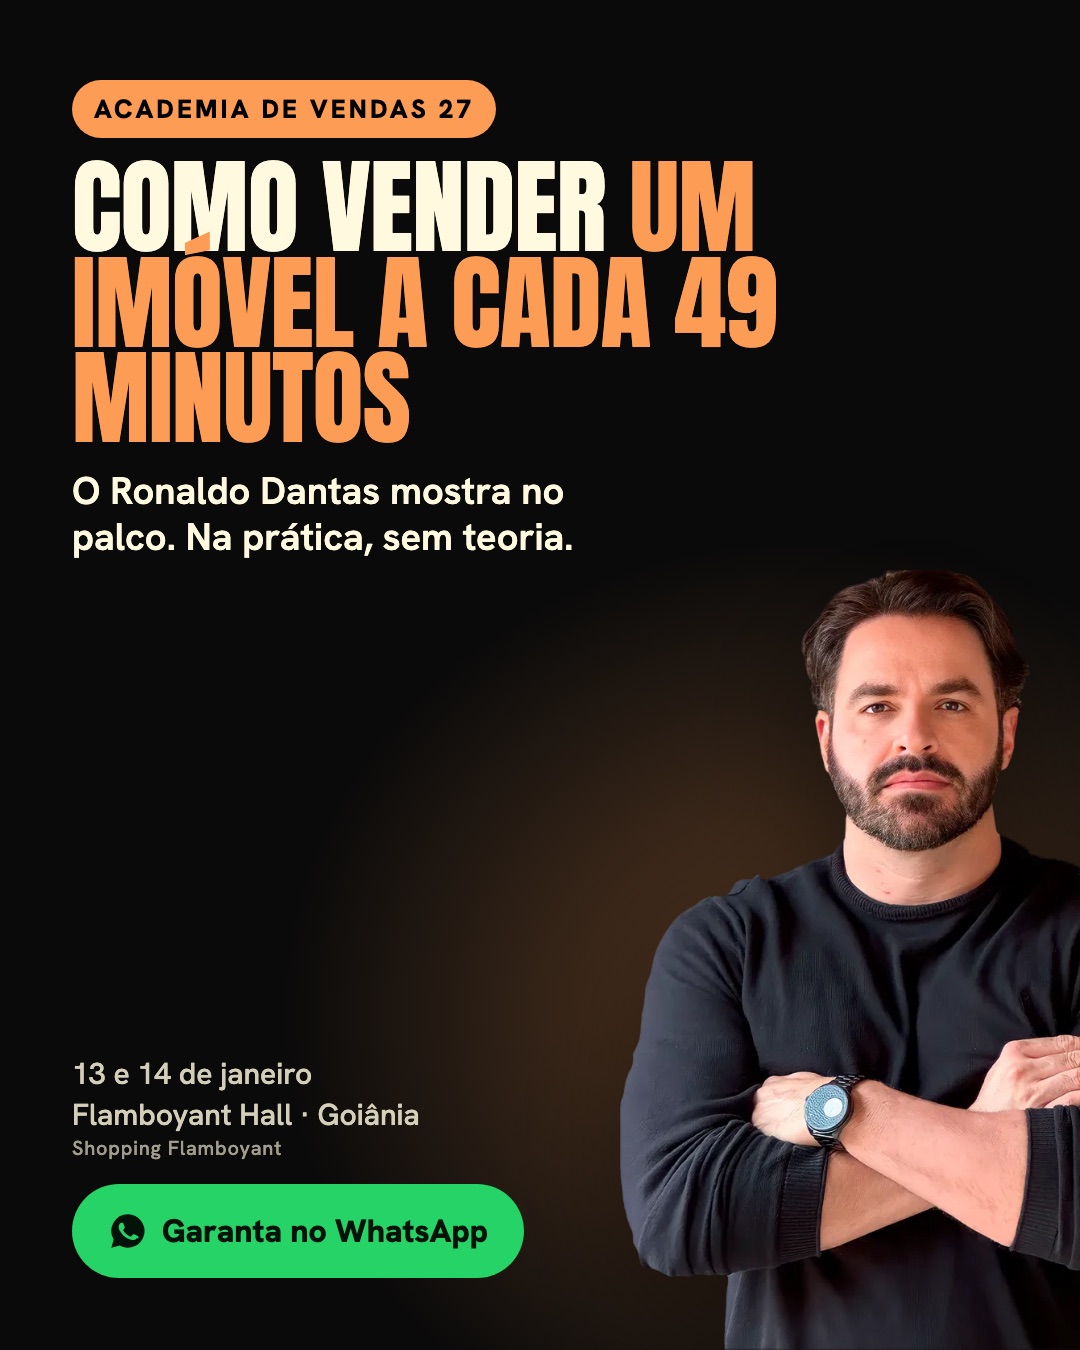 ACADEMIA DE VENDAS 27
COMO VENDER UM
IMÓVEL A CADA 49
MINUTOS
O Ronaldo Dantas mostra no
palco. Na prática, sem teoria.
13 e 14 de janeiro
Flamboyant Hall · Goiânia
Shopping Flamboyant
Garanta no WhatsApp